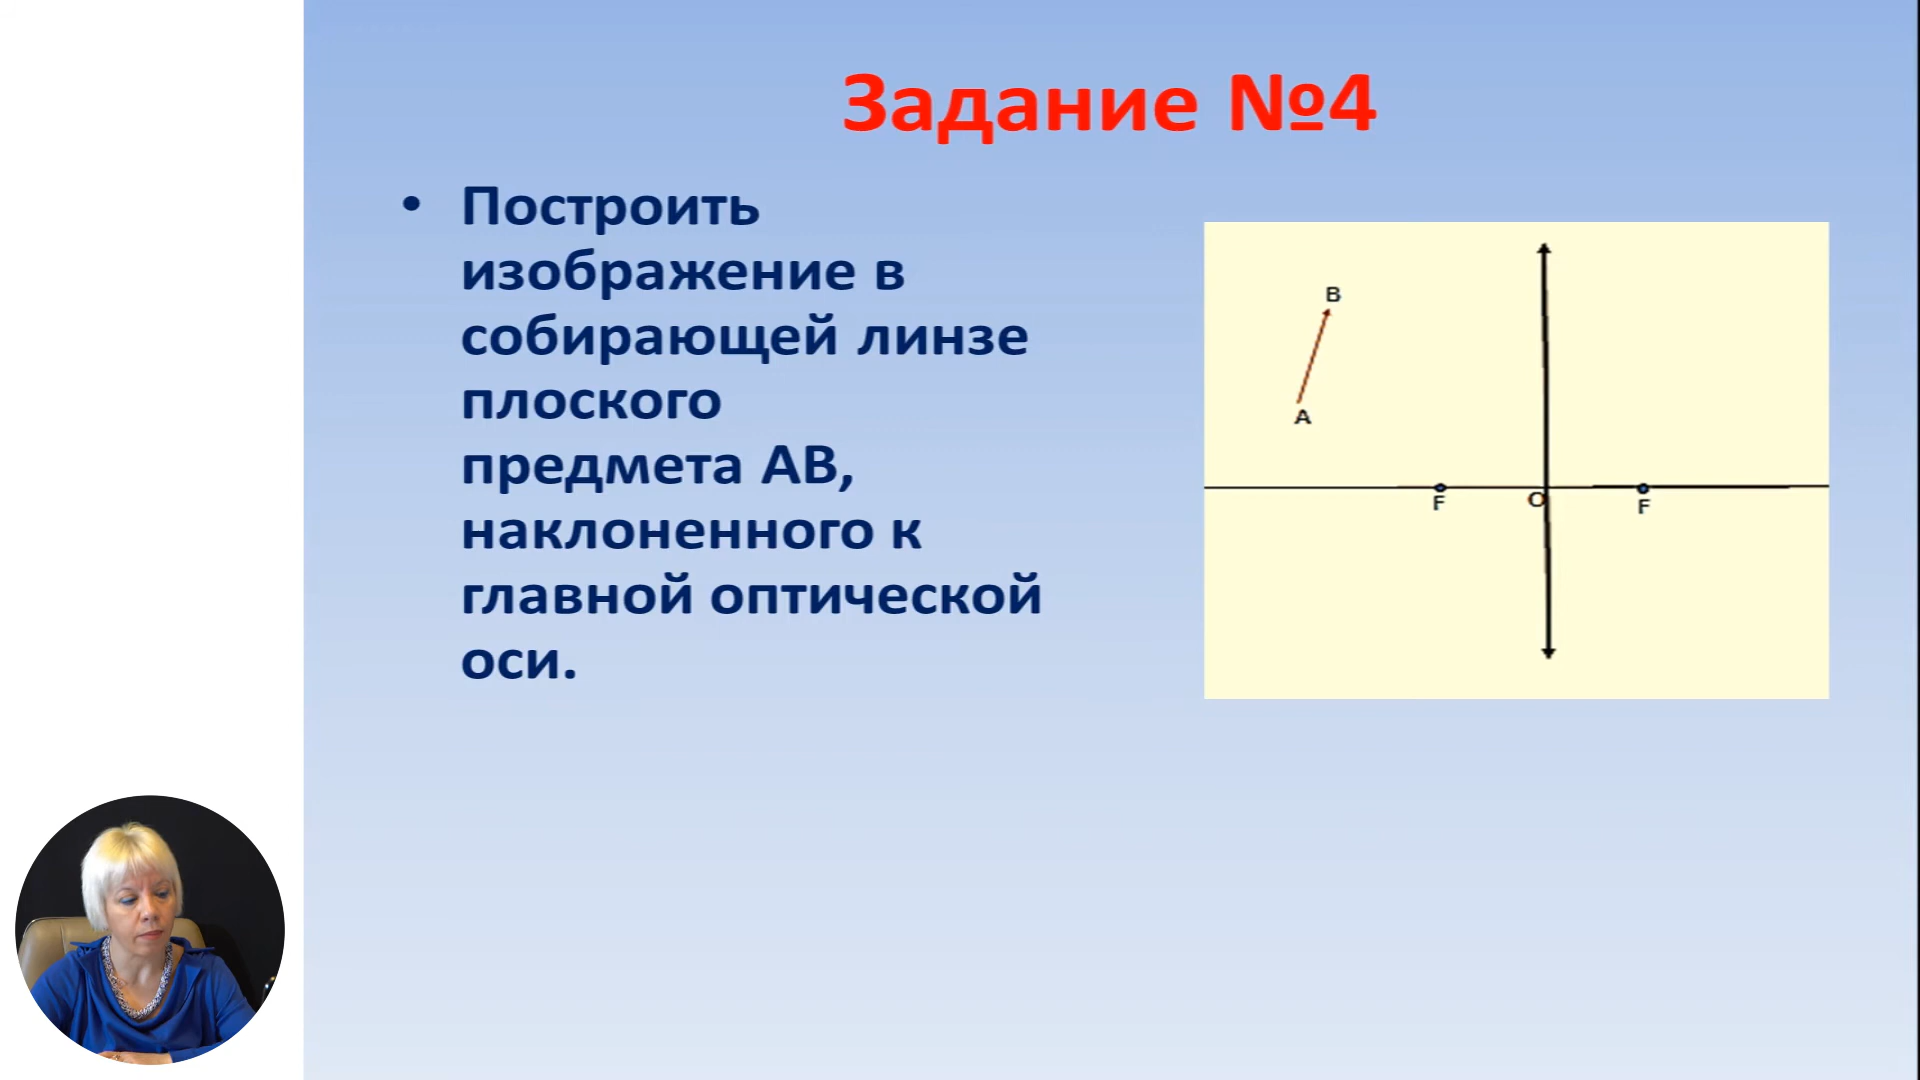 Задание №4
• Построить
изображение в
собирающей линзе
плоского
предмета АВ,
наклоненного к
главной оптической
оси.
B
A
F
O
F